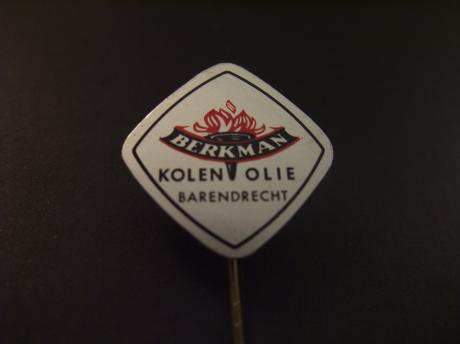 BERKMAN
KOLEN OLIE
BARENDRECHT